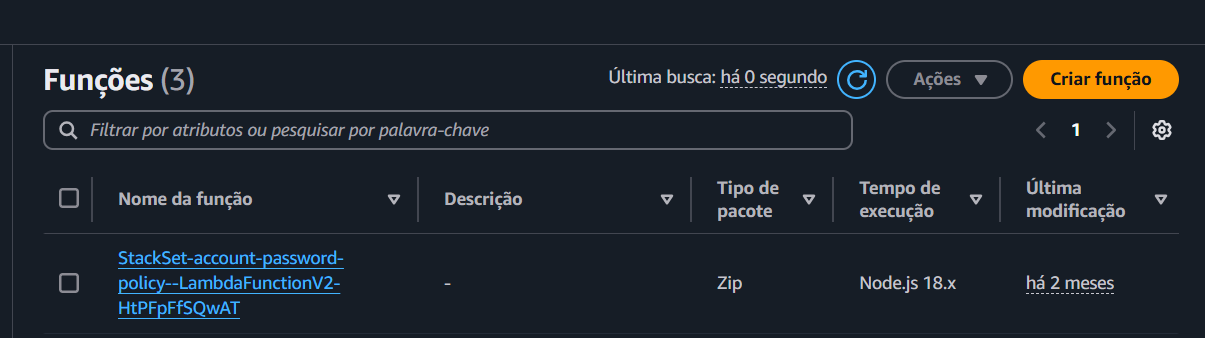 Funções (3)
Última busca: há 0 segundo
Ações
Criar função
Filtrar por atributos ou pesquisar por palavra-chave
1
Nome da função
Descrição
Tipo de
pacote
Tempo de
execução
Última
modificação
StackSet-account-password-
policy--LambdaFunctionV2-
HtPFpFfSQwAT
-
Zip
Node.js 18.x
há 2 meses